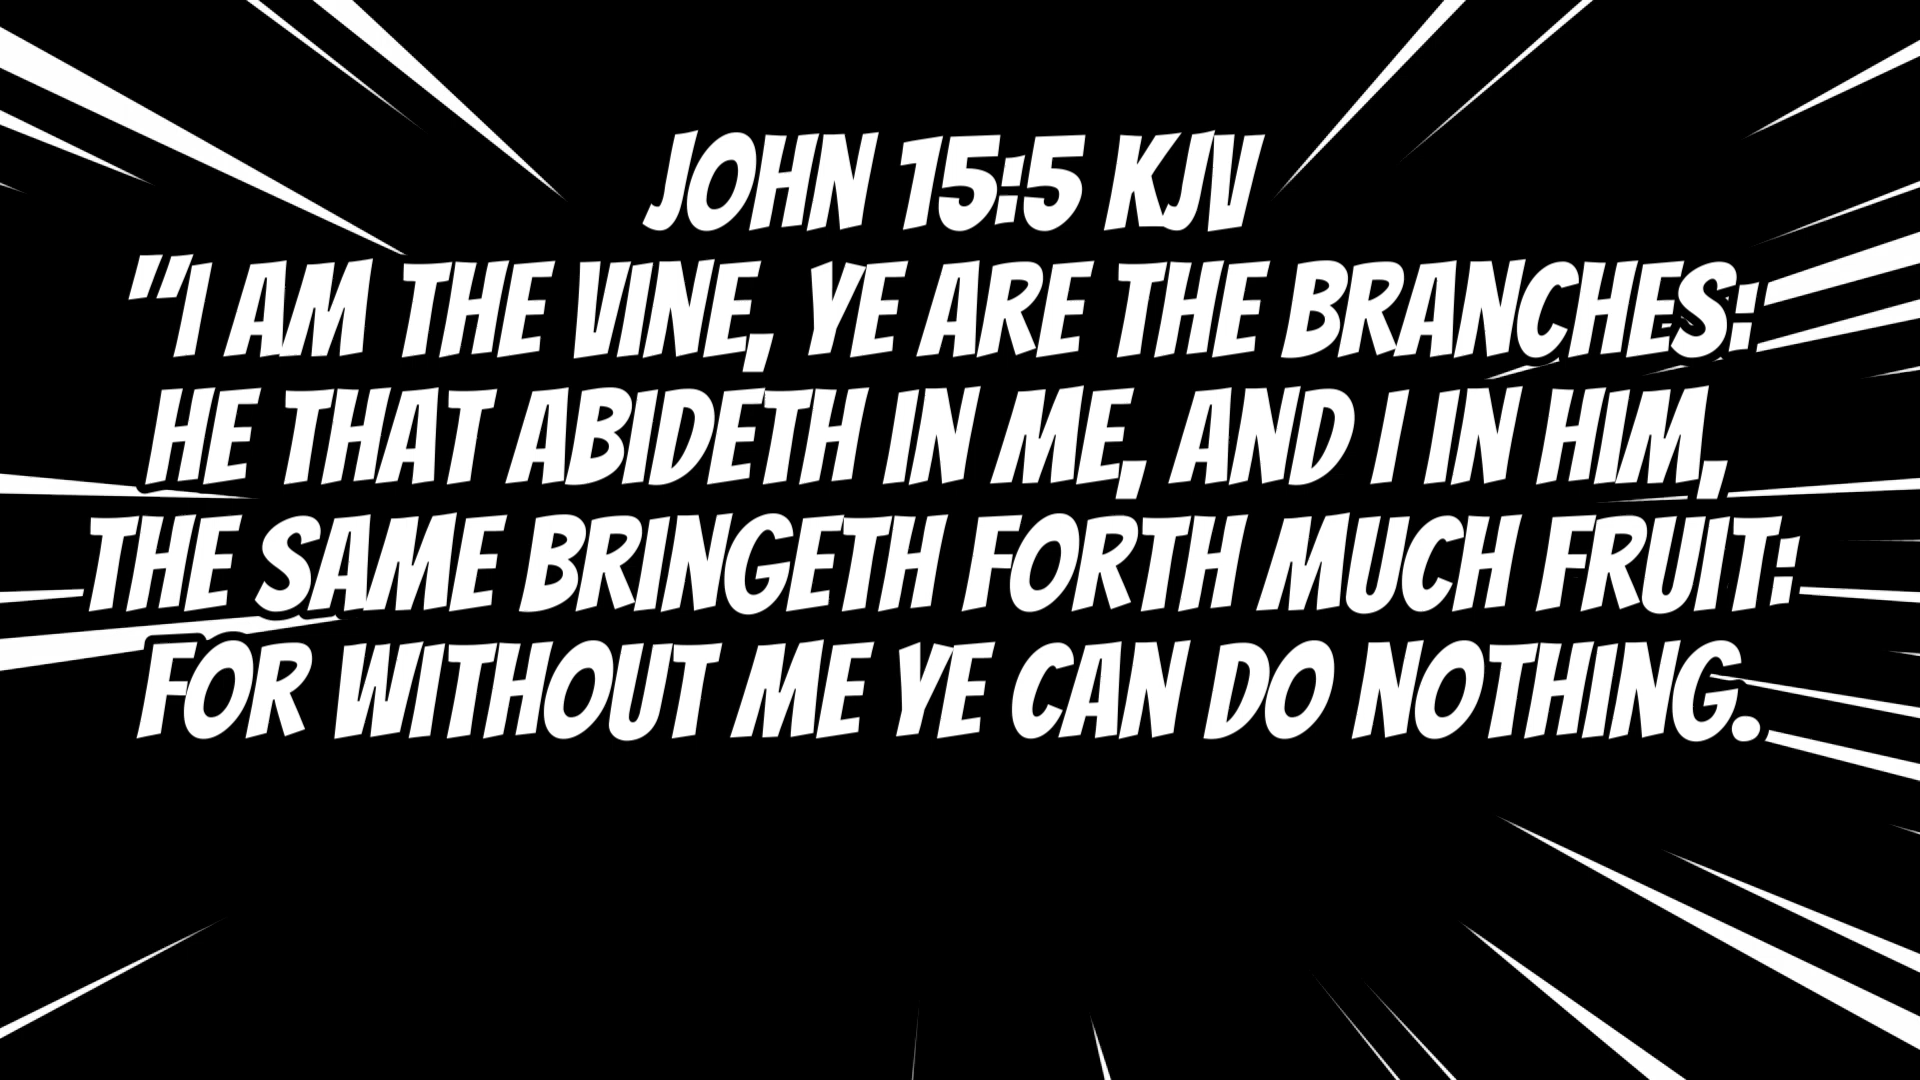 JOHN 15:5 KJV
"I AM THE VINE, YE ARE THE BRANCHES:
HE THAT ABIDETH IN ME, AND I IN HIM,
THE SAME BRINGETH FORTH MUCH FRUIT:
FOR WITHOUT ME YE CAN DO NOTHING.